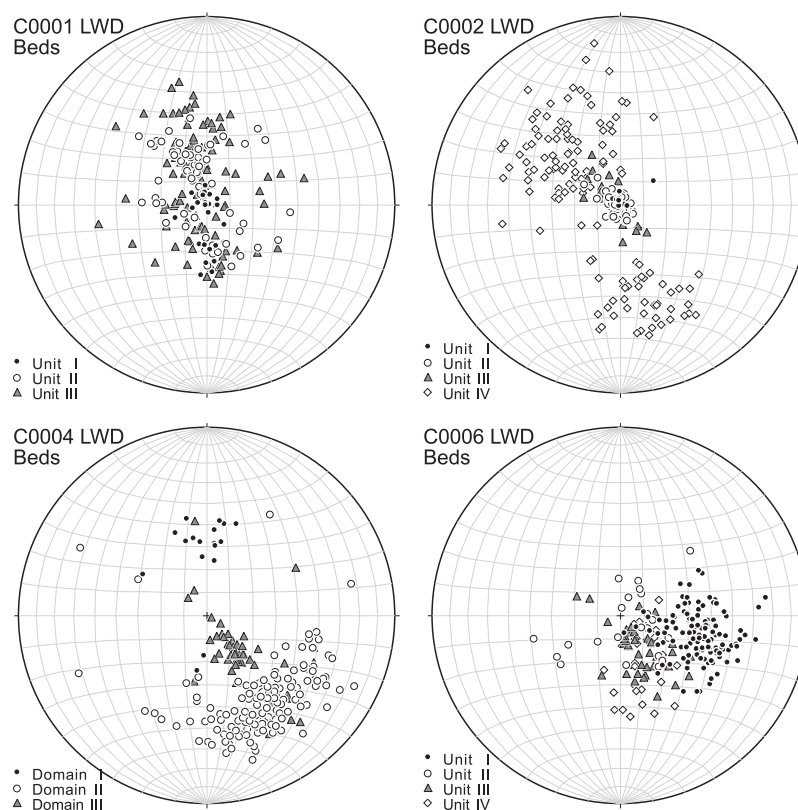 C0001 LWD
Beds
Unit I
Unit II
Unit III
C0002 LWD
Beds
Unit I
Unit II
Unit III
Unit IV
C0004 LWD
Beds
Domain I
Domain II
Domain III
C0006 LWD
Beds
Unit I
Unit II
Unit III
Unit IV